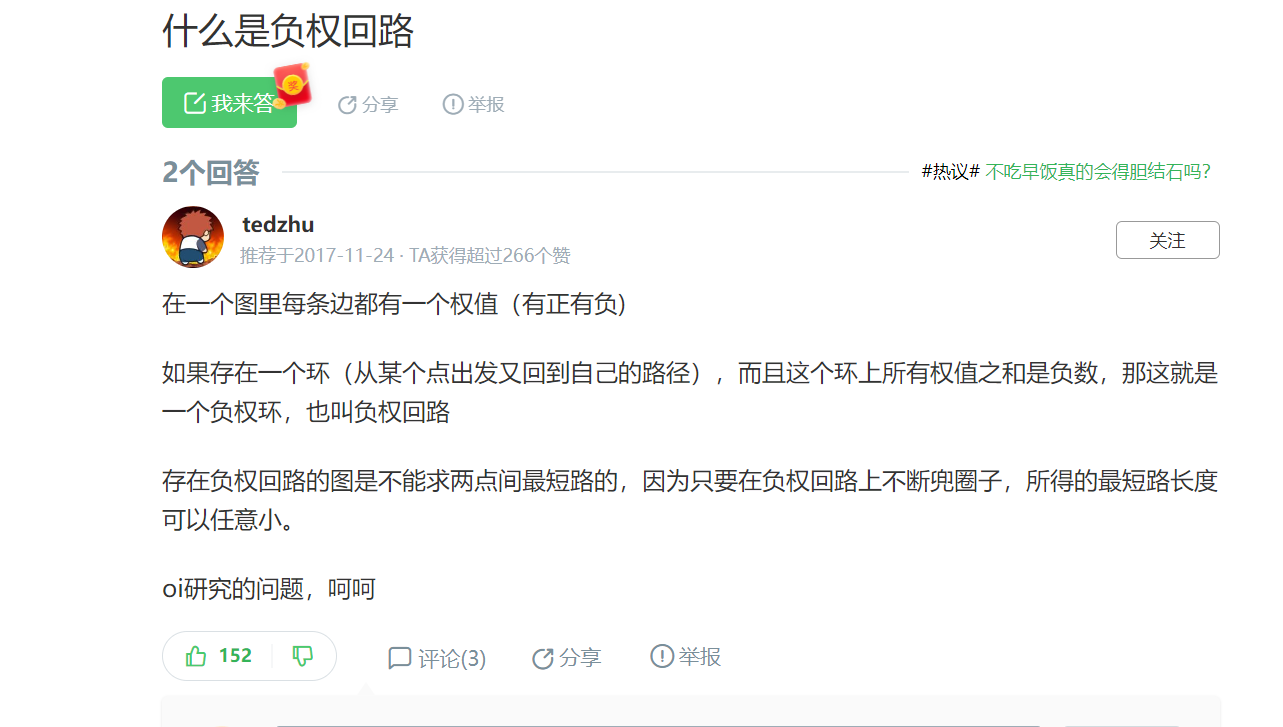 什么是负权回路
我来答
奖
分享
举报
2个回答
#热议# 不吃早饭真的会得胆结石吗?
tedzhu
推荐于2017-11-24 · TA获得超过266个赞
关注
在一个图里每条边都有一个权值（有正有负)
如果存在一个环（从某个点出发又回到自己的路径），而且这个环上所有权值之和是负数，那这就是
一个负权环，也叫负权回路
存在负权回路的图是不能求两点间最短路的，因为只要在负权回路上不断兜圈子，所得的最短路长度
可以任意小。
oi研究的问题，呵呵
152
评论(3)
分享
举报